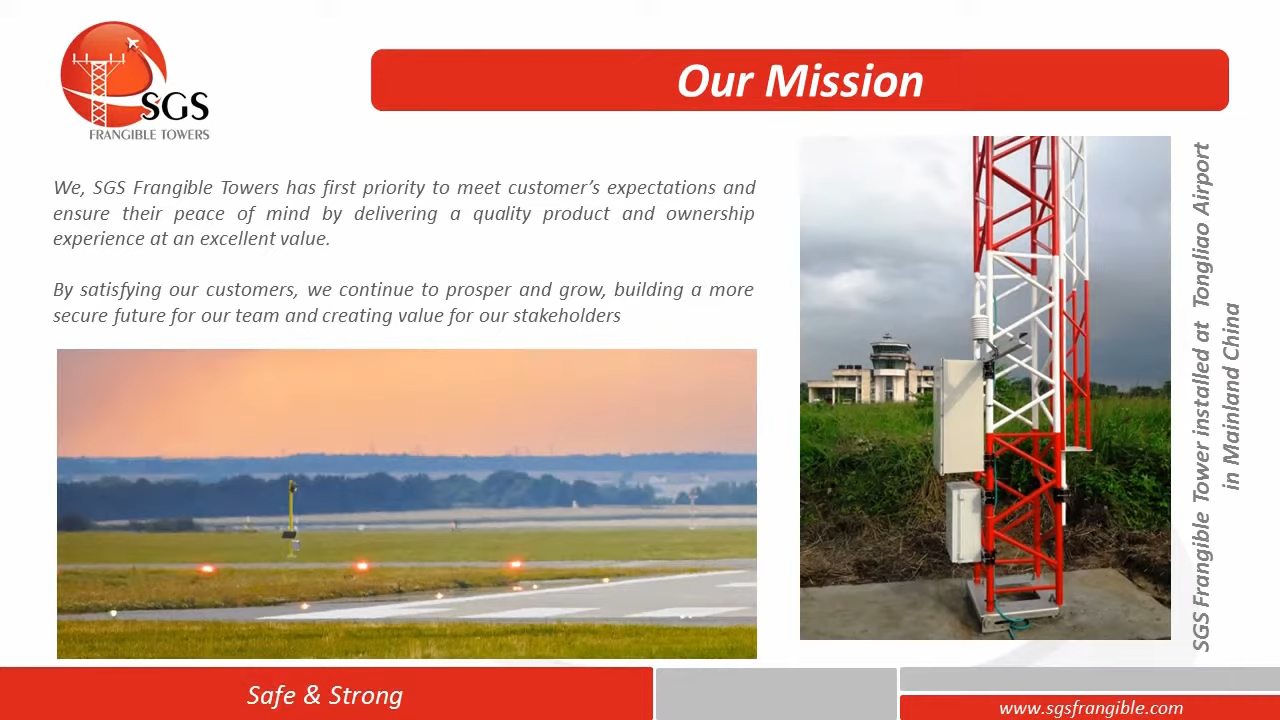 SGS
FRANGIBLE TOWERS
Our Mission
We, SGS Frangible Towers has first priority to meet customer’s expectations and
ensure their peace of mind by delivering a quality product and ownership
experience at an excellent value.
By satisfying our customers, we continue to prosper and grow, building a more
secure future for our team and creating value for our stakeholders
SGS Frangible Tower installed at Tongliao Airport
in Mainland China
Safe & Strong
www.sgsfrangible.com